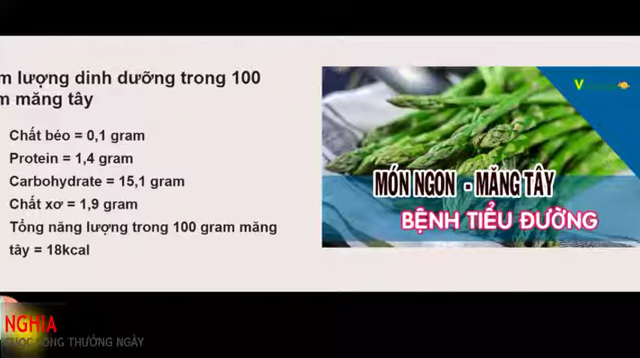 m lượng dinh dưỡng trong 100
m măng tây
Chất béo = 0,1 gram
Protein = 1,4 gram
Carbohydrate = 15,1 gram
Chất xơ = 1,9 gram
Tổng năng lượng trong 100 gram măng
tây = 18kcal
MÓN NGON - MĂNG TÂY
BỆNH TIỂU ĐƯỜNG
NGHIA
CUỘC SỐNG THƯỜNG NGÀY